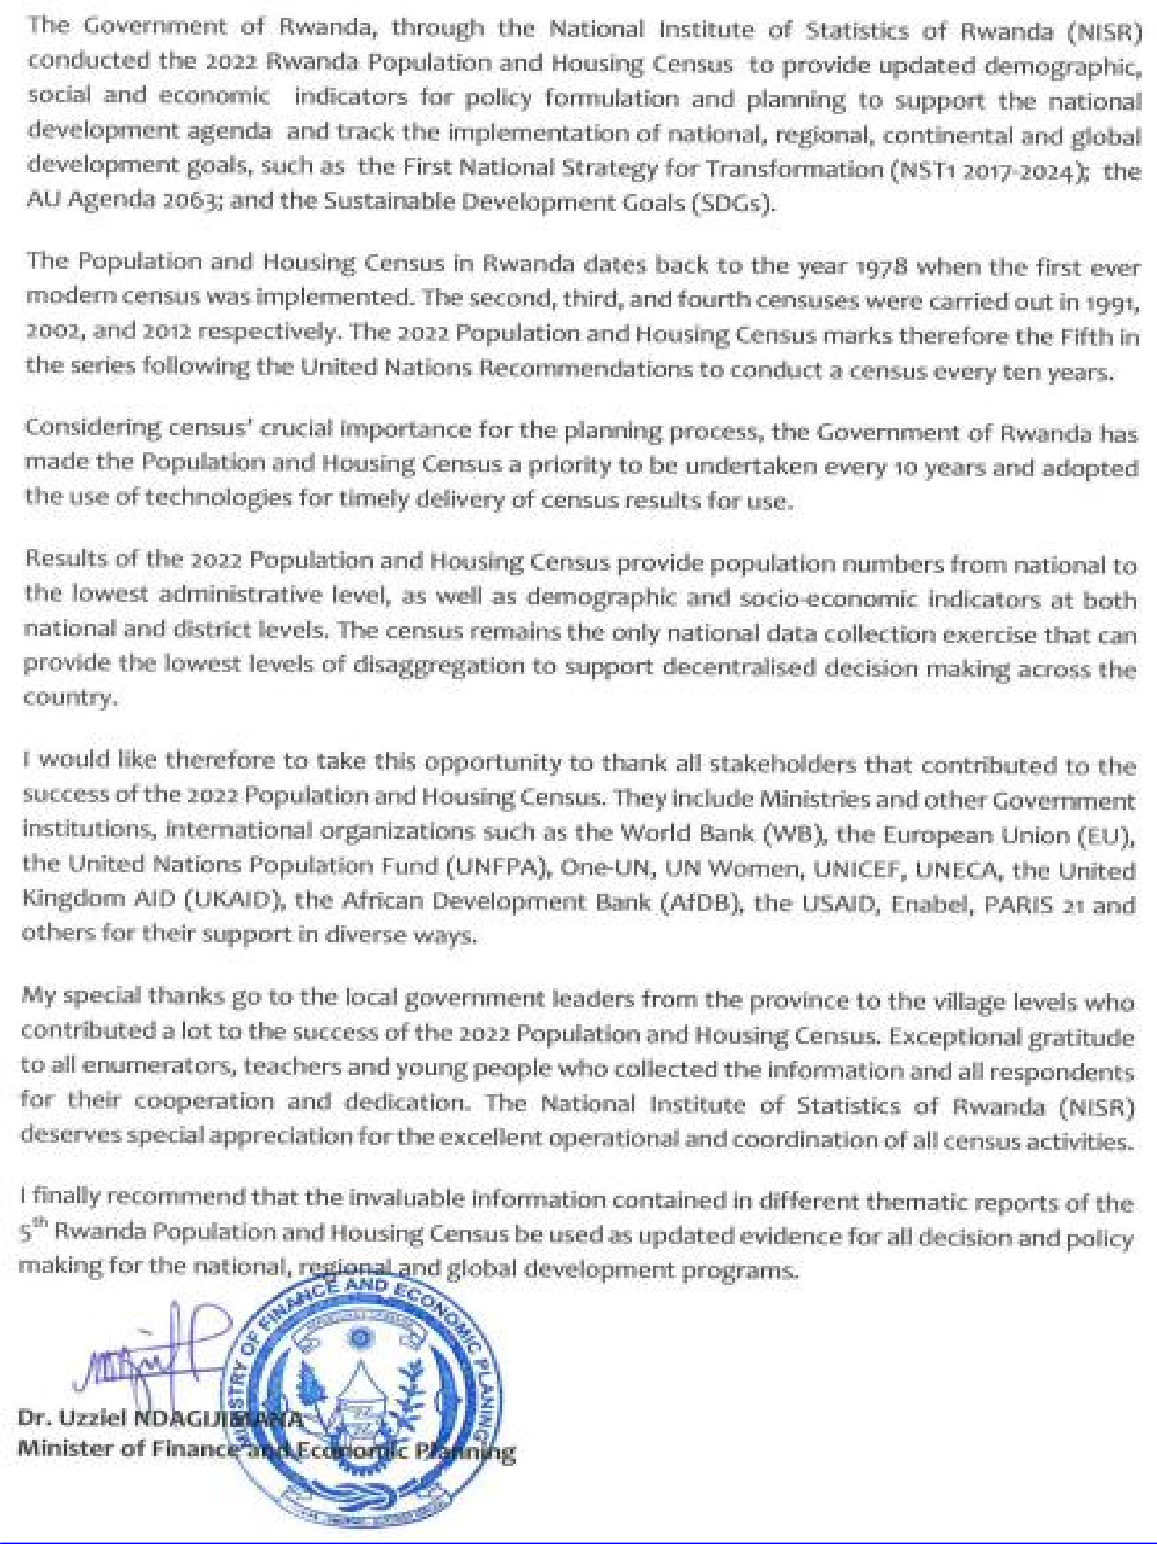 The Government of Rwanda, through the National Institute of Statistics of Rwanda (NISR)
conducted the 2022 Rwanda Population and Housing Census to provide updated demographic,
social and economic indicators for policy formulation and planning to support the national
development agenda and track the implementation of national, regional, continental and global
development goals, such as the First National Strategy for Transformation (NST1 2017-2024); the
AU Agenda 2063; and the Sustainable Development Goals (SDGs).
The Population and Housing Census in Rwanda dates back to the year 1978 when the first ever
modern census was implemented. The second, third, and fourth censuses were carried out in 1991,
2002, and 2012 respectively. The 2022 Population and Housing Census marks therefore the Fifth in
the series following the United Nations Recommendations to conduct a census every ten years.
Considering census' crucial importance for the planning process, the Government of Rwanda has
made the Population and Housing Census a priority to be undertaken every 10 years and adopted
the use of technologies for timely delivery of census results for use.
Results of the 2022 Population and Housing Census provide population numbers from national to
the lowest administrative level, as well as demographic and socio-economic indicators at both
national and district levels. The census remains the only national data collection exercise that can
provide the lowest levels of disaggregation to support decentralised decision making across the
country.
I would like therefore to take this opportunity to thank all stakeholders that contributed to the
success of the 2022 Population and Housing Census. They include Ministries and other Government
institutions, international organizations such as the World Bank (WB), the European Union (EU),
the United Nations Population Fund (UNFPA), One-UN, UN Women, UNICEF, UNECA, the United
Kingdom AID (UKAID), the African Development Bank (AfDB), the USAID, Enabel, PARIS 21 and
others for their support in diverse ways.
My special thanks go to the local government leaders from the province to the village levels who
contributed a lot to the success of the 2022 Population and Housing Census. Exceptional gratitude
to all enumerators, teachers and young people who collected the information and all respondents
for their cooperation and dedication. The National Institute of Statistics of Rwanda (NISR)
deserves special appreciation for the excellent operational and coordination of all census activities.
I finally recommend that the invaluable information contained in different thematic reports of the
5th Rwanda Population and Housing Census be used as updated evidence for all decision and policy
making for the national, regional and global development programs.
MINISTRY OF FINANCE AND ECONOMIC PLANNING
Dr. Uzziel NDAGIJIMANA
Minister of Finance and Economic Planning